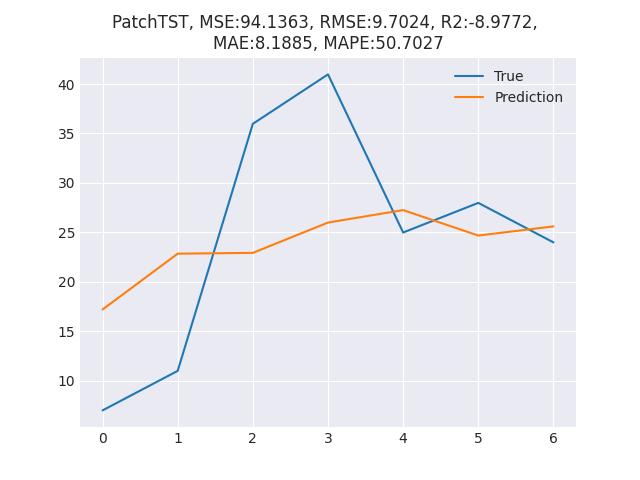 PatchTST, MSE:94.1363, RMSE:9.7024, R2:-8.9772,
MAE:8.1885, MAPE:50.7027
True
Prediction
40
35
30
25
20
15
10
0 1 2 3 4 5 6